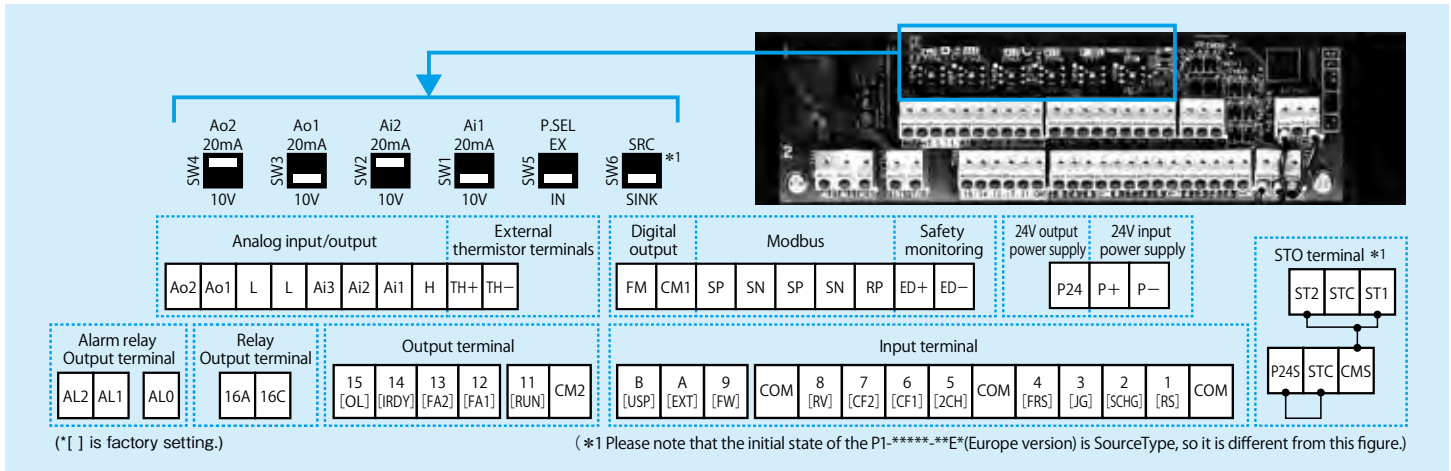 Ao2 Ao1 Ai2 Ai1 P.SEL
20mA 20mA 20mA 20mA EX SRC
SW4 SW3 SW2 SW1 SW5 SW6 *1
10V 10V 10V 10V IN SINK
Analog input/output
External
thermistor terminals
Ao2 Ao1 L L Ai3 Ai2 Ai1 H TH+ TH−
Digital
output
Modbus
Safety
monitoring
FM CM1 SP SN SP SN RP ED+ ED−
24V output
power supply
24V input
power supply
P24 P+ P−
STO terminal *1
ST2 STC ST1
P24S STC CMS
Alarm relay
Output terminal
AL2 AL1 AL0
Relay
Output terminal
16A 16C
Output terminal
15 14 13 12 11 CM2
[OL] [IRDY] [FA2] [FA1] [RUN]
Input terminal
B A 9 COM 8 7 6 5 COM 4 3 2 1 COM
[USP] [EXT] [FW] [RV] [CF2] [CF1] [2CH] [FRS] [JG] [SCHG] [RS]
(*[ ] is factory setting.)
(*1 Please note that the initial state of the P1-*****-**E*(Europe version) is SourceType, so it is different from this figure.)